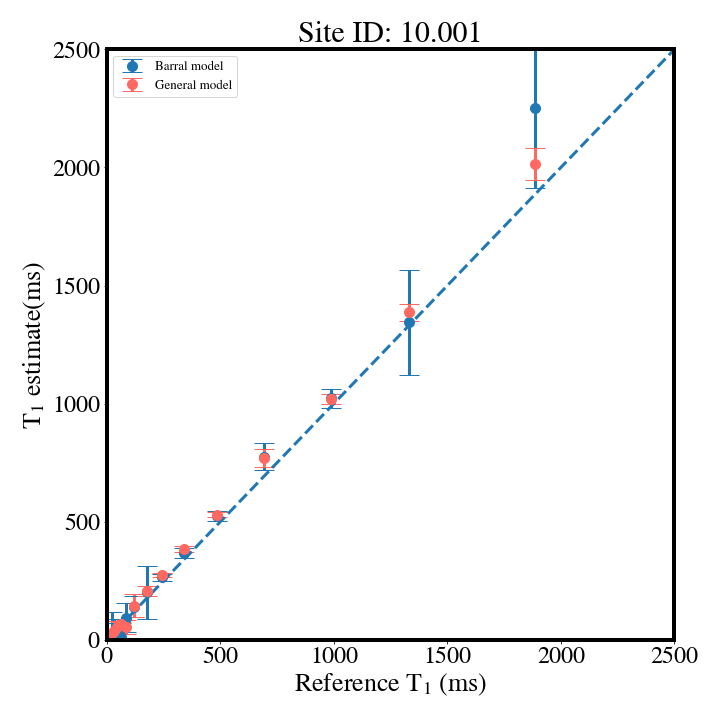 Site ID: 10.001
Barral model
General model
2500
2000
1500
1000
500
0
T₁ estimate(ms)
0 500 1000 1500 2000 2500
Reference T₁ (ms)